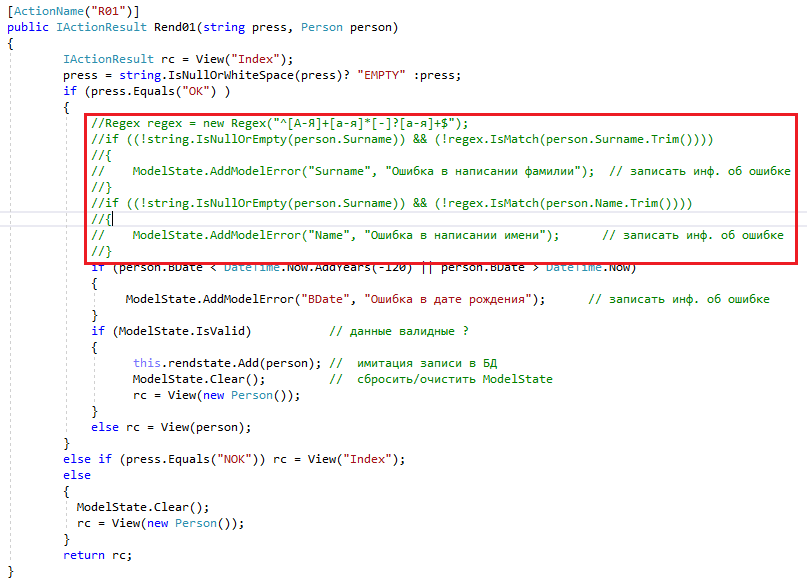 [ActionName("R01")]
public IActionResult Rend01(string press, Person person)
{
IActionResult rc = View("Index");
press = string.IsNullOrWhiteSpace(press)? "EMPTY" :press;
if (press.Equals("OK") )
{
//Regex regex = new Regex("^[А-Я]+[а-я]*[-]?[а-я]+$");
//if ((!string.IsNullOrEmpty(person.Surname)) && (!regex.IsMatch(person.Surname.Trim())))
//{
// ModelState.AddModelError("Surname", "Ошибка в написании фамилии"); // записать инф. об ошибке
//}
//if ((!string.IsNullOrEmpty(person.Surname)) && (!regex.IsMatch(person.Name.Trim())))
//{
// ModelState.AddModelError("Name", "Ошибка в написании имени"); // записать инф. об ошибке
//}
if (person.BDate < DateTime.Now.AddYears(-120) || person.BDate > DateTime.Now)
{
ModelState.AddModelError("BDate", "Ошибка в дате рождения"); // записать инф. об ошибке
}
if (ModelState.IsValid) // данные валидные ?
{
this.rendstate.Add(person); // имитация записи в БД
ModelState.Clear(); // сбросить/очистить ModelState
rc = View(new Person());
}
else rc = View(person);
}
else if (press.Equals("NOK")) rc = View("Index");
else
{
ModelState.Clear();
rc = View(new Person());
}
return rc;
}